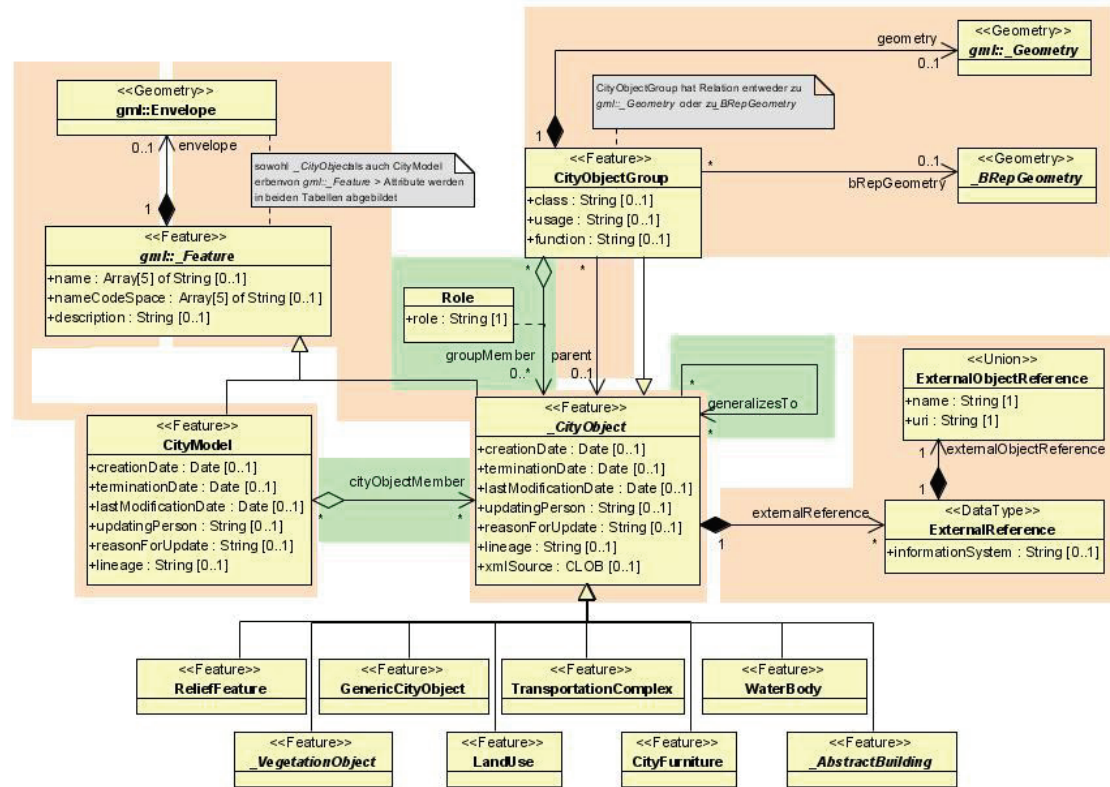 <<Geometry>>
gml::_Geometry
geometry
0..1
1
CityObjectGroup hat Relation entweder zu
gml::_Geometry oder zu_BRepGeometry
<<Geometry>>
gml::Envelope
0..1
envelope
1
sowohl _CityObjectals auch CityModel
erbenvon gml::_Feature > Attribute werden
in beiden Tabellen abgebildet
<<Feature>>
CityObjectGroup
+class : String [0..1]
+usage : String [0..1]
+function : String [0..1]
*
0..1
bRepGeometry
<<Geometry>>
_BRepGeometry
<<Feature>>
gml::_Feature
+name : Array[5] of String [0..1]
+nameCodeSpace : Array[5] of String [0..1]
+description : String [0..1]
*
*
Role
+role : String [1]
groupMember
0..*
parent
0..1
*
generalizesTo
*
<<Union>>
ExternalObjectReference
+name : String [1]
+uri : String [1]
1
externalObjectReference
1
<<Feature>>
CityModel
+creationDate : Date [0..1]
+terminationDate : Date [0..1]
+lastModificationDate : Date [0..1]
+updatingPerson : String [0..1]
+reasonForUpdate : String [0..1]
+lineage : String [0..1]
cityObjectMember
*
*
<<Feature>>
_CityObject
+creationDate : Date [0..1]
+terminationDate : Date [0..1]
+lastModificationDate : Date [0..1]
+updatingPerson : String [0..1]
+reasonForUpdate : String [0..1]
+lineage : String [0..1]
+xmlSource : CLOB [0..1]
externalReference
1
*
<<DataType>>
ExternalReference
+informationSystem : String [0..1]
<<Feature>>
ReliefFeature
<<Feature>>
GenericCityObject
<<Feature>>
TransportationComplex
<<Feature>>
WaterBody
<<Feature>>
_VegetationObject
<<Feature>>
LandUse
<<Feature>>
CityFurniture
<<Feature>>
_AbstractBuilding